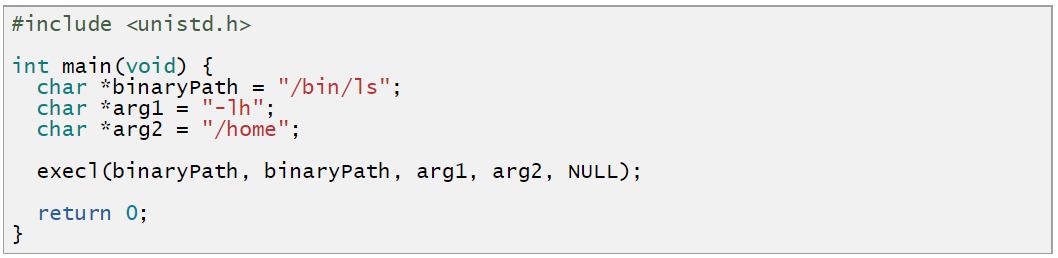 #include <unistd.h>
int main(void) {
char *binaryPath = "/bin/ls";
char *arg1 = "-lh";
char *arg2 = "/home";
execl(binaryPath, binaryPath, arg1, arg2, NULL);
return 0;
}